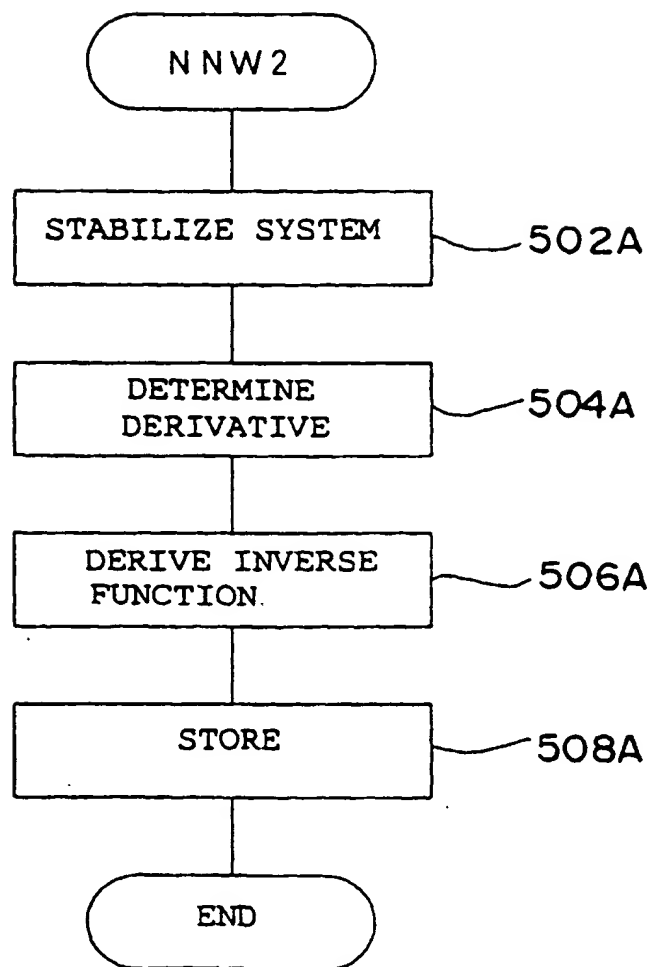 NNW2
STABILIZE SYSTEM
502A
DETERMINE
DERIVATIVE
504A
DERIVE INVERSE
FUNCTION
506A
STORE
508A
END